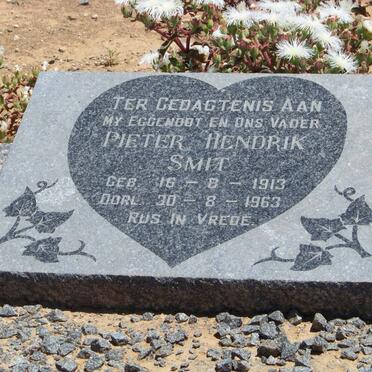 TER GEDAGTENIS AAN
MY EGGENOOT EN ONS VADER
PIETER HENDRIK
SMIT
GEB. 16 - 8 - 1913
OORL. 30 - 8 - 1963
RUS IN VREDE.